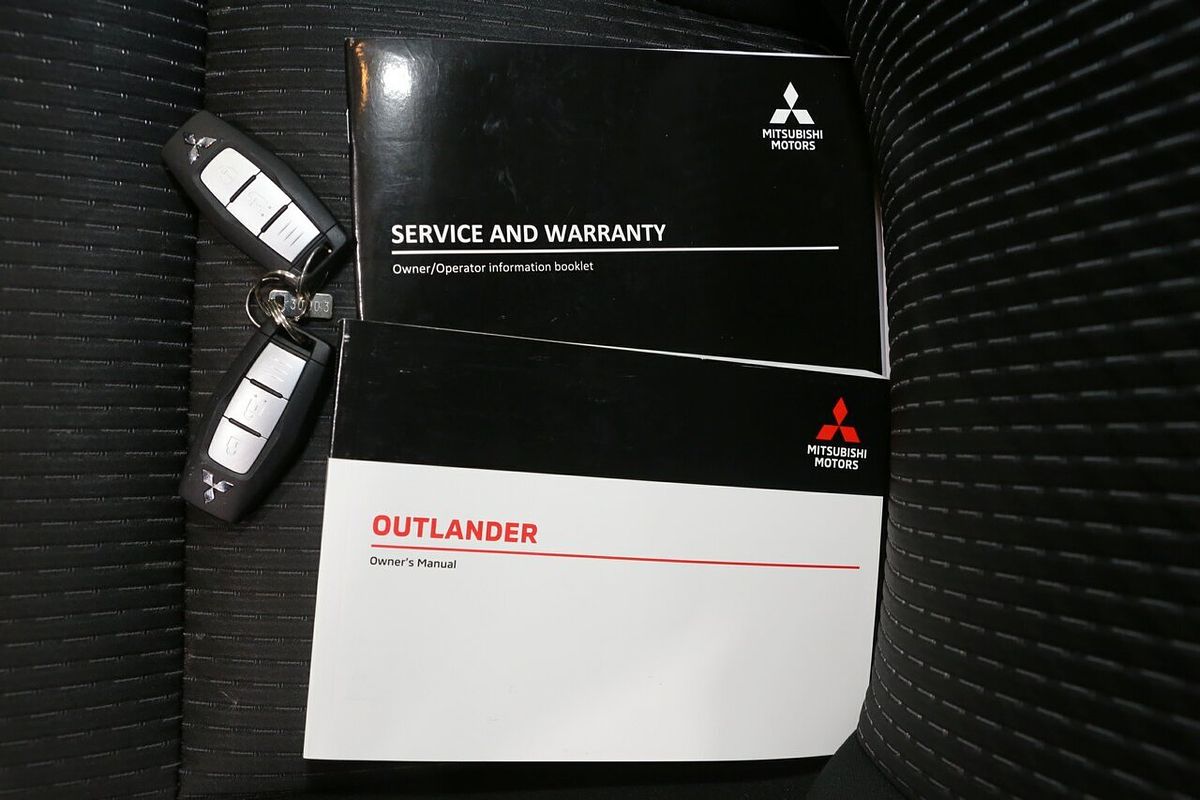 MITSUBISHI
MOTORS
SERVICE AND WARRANTY
Owner/Operator information booklet
MITSUBISHI
MOTORS
OUTLANDER
Owner's Manual